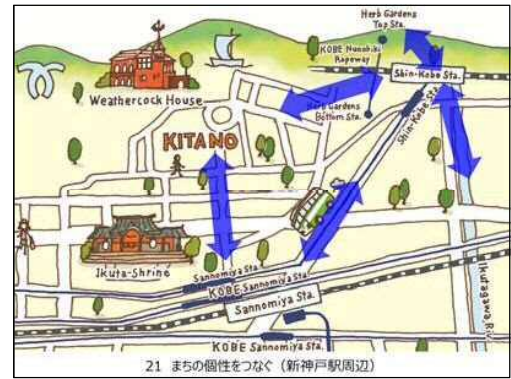 Herb Gardens
Top Sta.
KOBE Nunobiki
Ropeway
Shin-Kobe Sta.
Weathercock House
Herb Gardens
Bottom Sta.
Shin-Kobe Sta.
KITANO
Ikuta-Shrine
Sannomiya Sta.
KOBE Sannomiya Sta.
Sannomiya Sta.
Ikutagawa Riv.
KOBE Sannomiya Sta.
21 まちの個性をつなぐ（新神戸駅周辺）